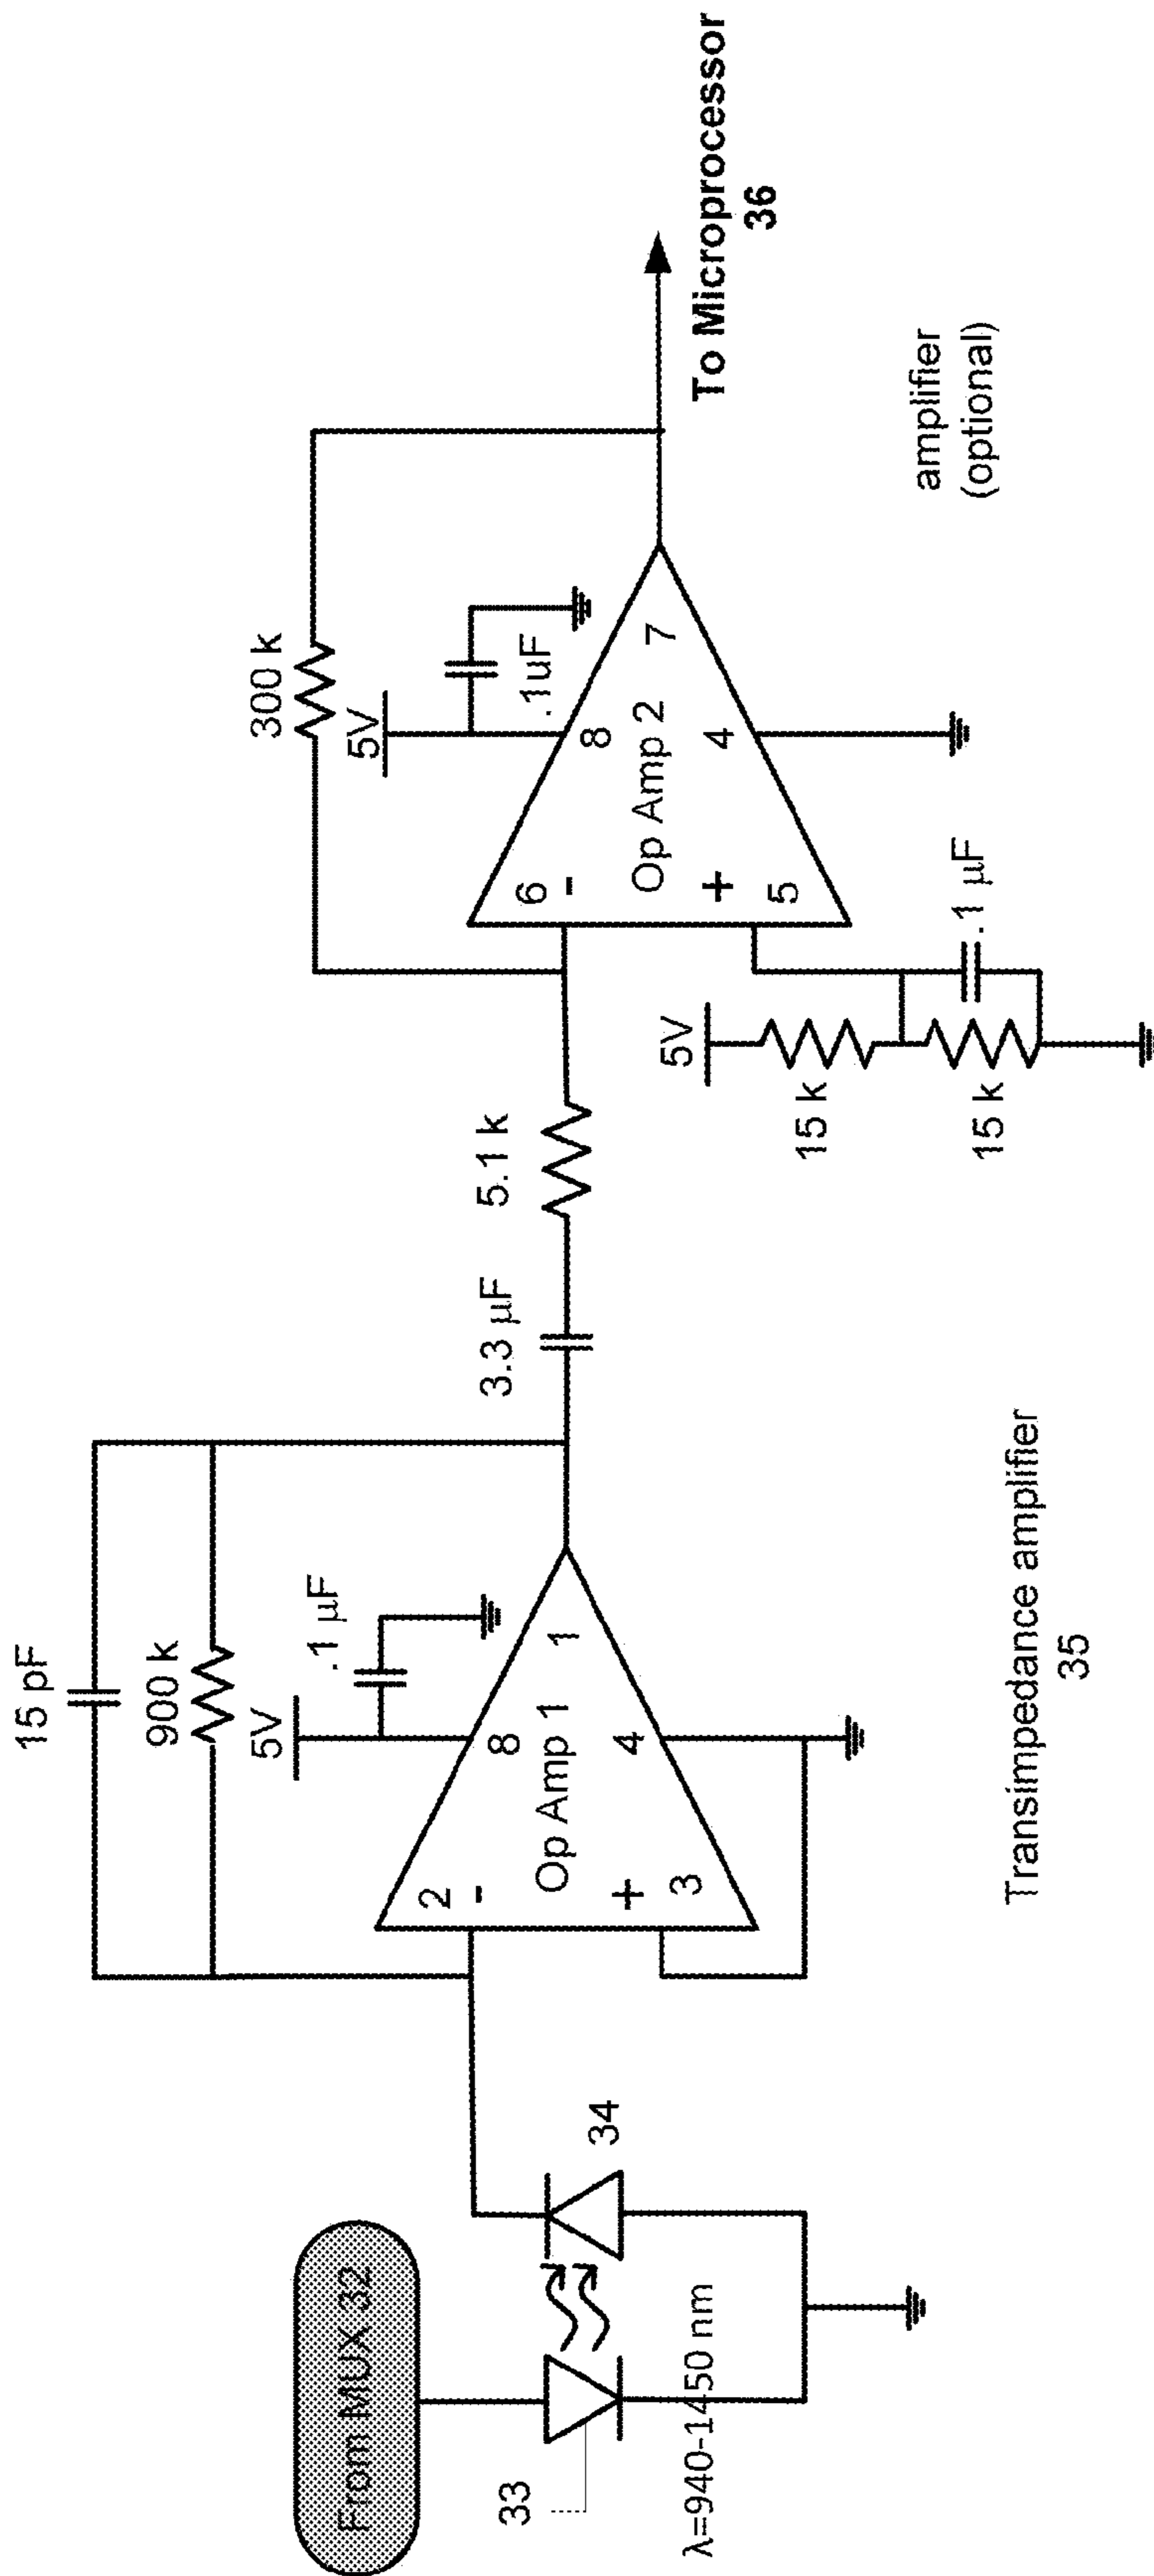 15 pF
900 k
5V
.1 µF
8
2
-
Op Amp 1
1
+
3
4
From MUX 32
33
34
λ=940-1450 nm
Transimpedance amplifier
35
3.3 µF
5.1 k
300 k
5V
.1uF
8
6
-
Op Amp 2
7
+
5
4
5V
15 k
15 k
.1 µF
To Microprocessor
36
amplifier
(optional)